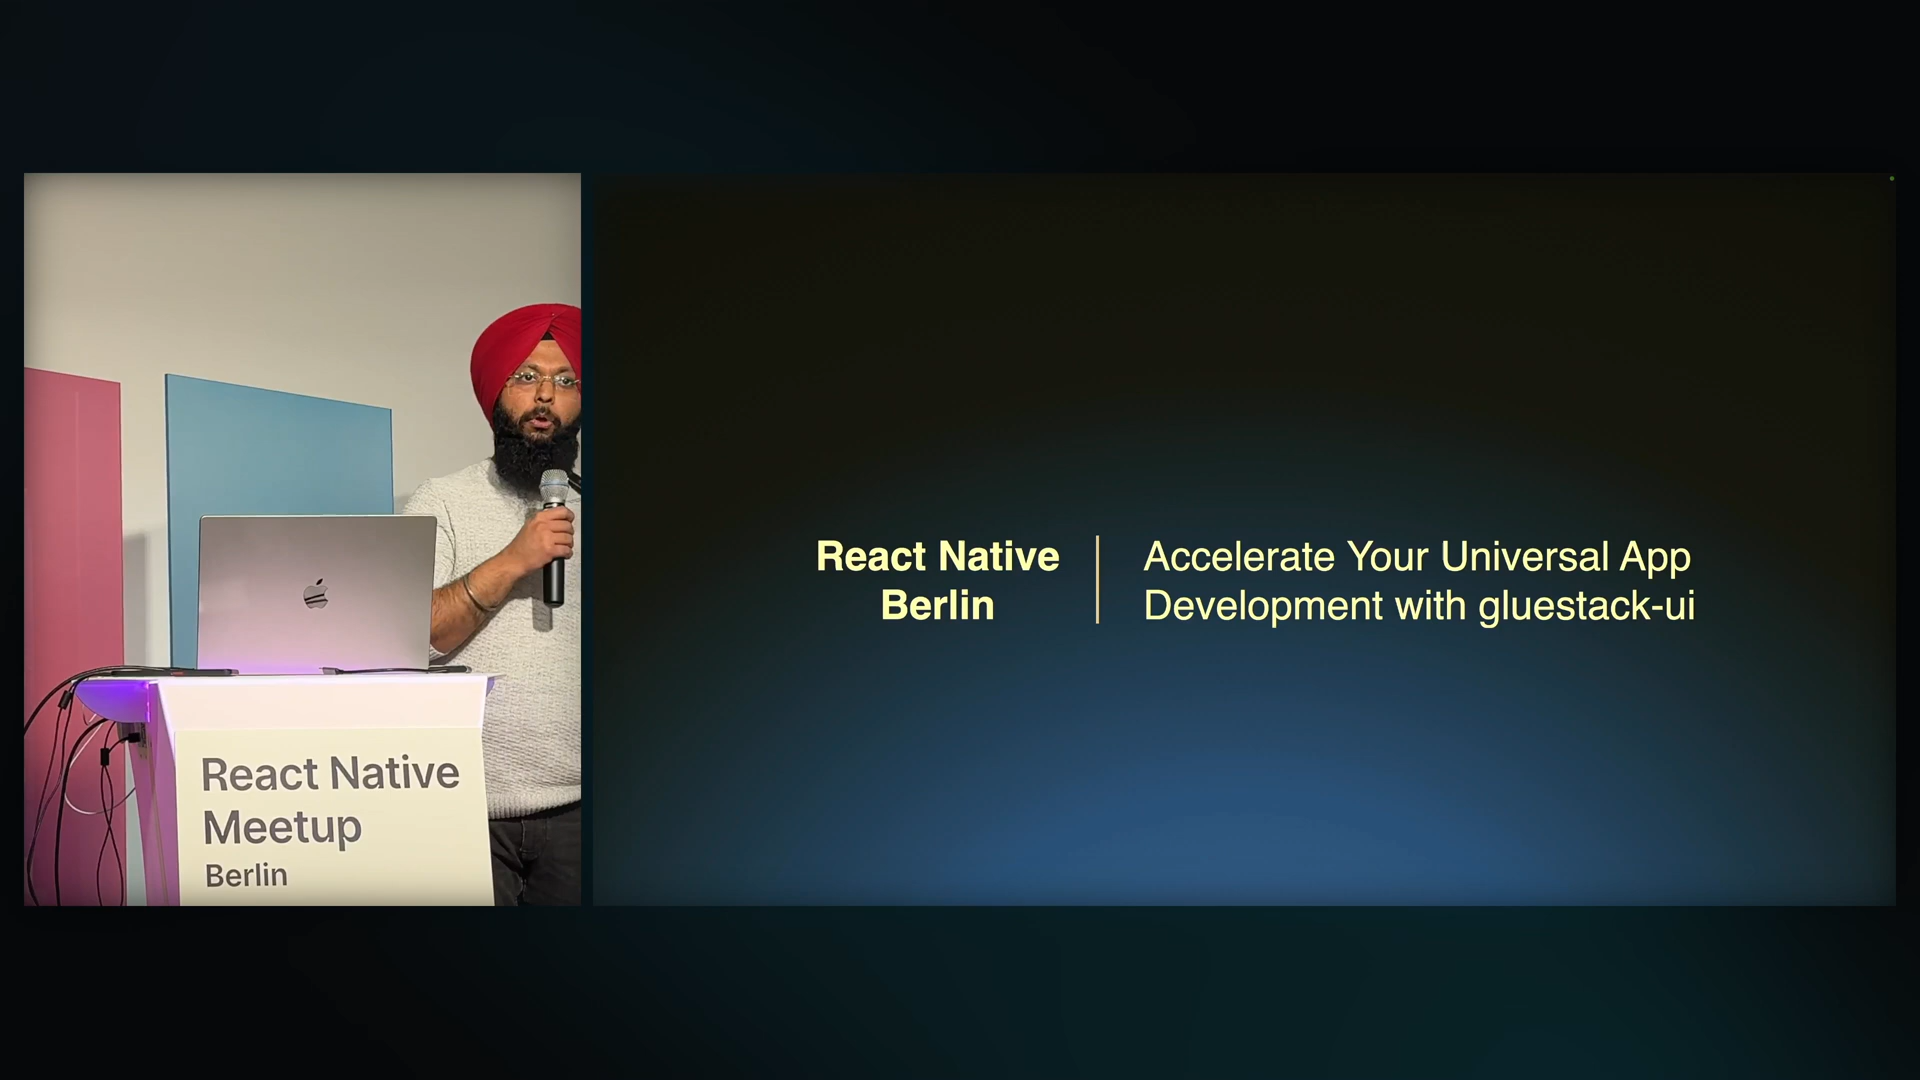 React Native
Meetup
Berlin
React Native
Berlin
Accelerate Your Universal App
Development with gluestack-ui